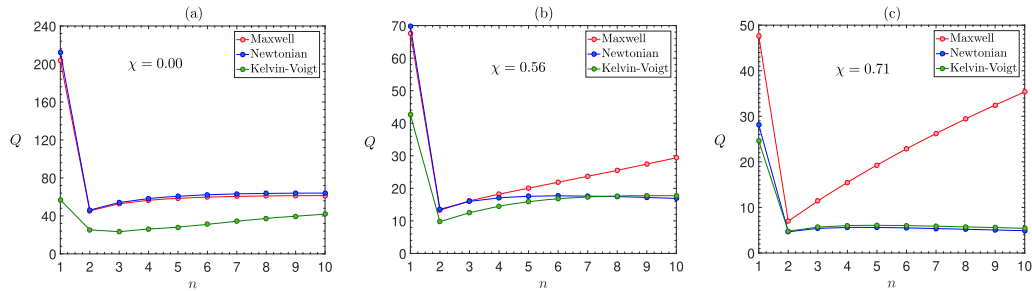 (a)
240
200
160
120
80
40
0
Q
χ = 0.00
Maxwell
Newtonian
Kelvin-Voigt
1 2 3 4 5 6 7 8 9 10
n
(b)
70
60
50
40
30
20
10
0
Q
χ = 0.56
Maxwell
Newtonian
Kelvin-Voigt
1 2 3 4 5 6 7 8 9 10
n
(c)
50
40
30
20
10
0
Q
χ = 0.71
Maxwell
Newtonian
Kelvin-Voigt
1 2 3 4 5 6 7 8 9 10
n